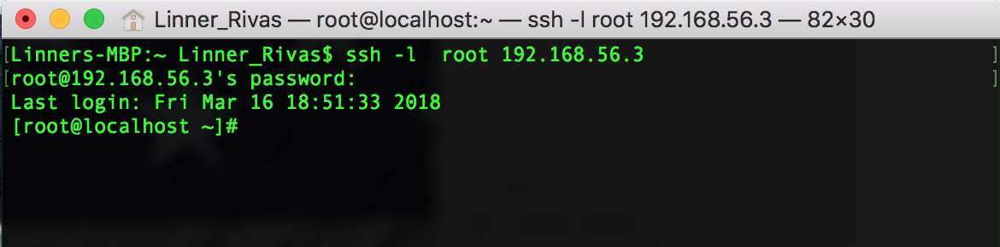 Linner_Rivas — root@localhost:~ — ssh -l root 192.168.56.3 — 82×30
[Linners-MBP:~ Linner_Rivas$ ssh -l  root 192.168.56.3 ]
[root@192.168.56.3's password: ]
Last login: Fri Mar 16 18:51:33 2018
[root@localhost ~]#